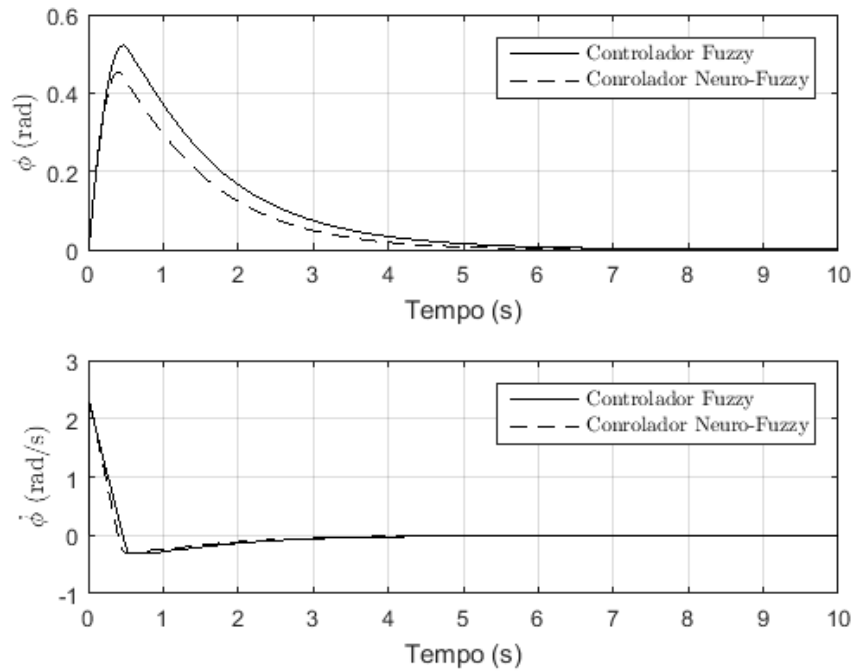 0.6
0.4
0.2
0
ϕ (rad)
Controlador Fuzzy
Conrolador Neuro-Fuzzy
0 1 2 3 4 5 6 7 8 9 10
Tempo (s)
3
2
1
0
-1
ϕ̇ (rad/s)
Controlador Fuzzy
Conrolador Neuro-Fuzzy
0 1 2 3 4 5 6 7 8 9 10
Tempo (s)